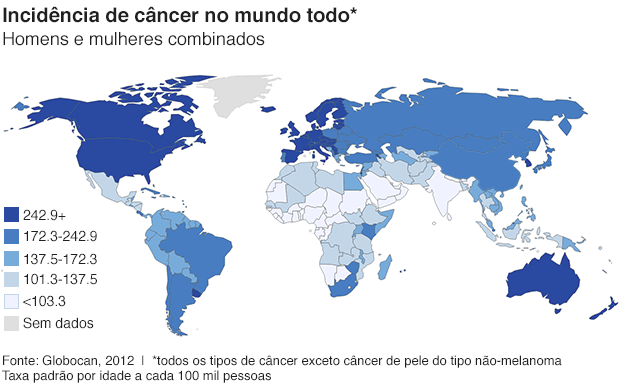 Incidência de câncer no mundo todo*
Homens e mulheres combinados
242.9+
172.3-242.9
137.5-172.3
101.3-137.5
<103.3
Sem dados
Fonte: Globocan, 2012 I *todos os tipos de câncer exceto câncer de pele do tipo não-melanoma
Taxa padrão por idade a cada 100 mil pessoas